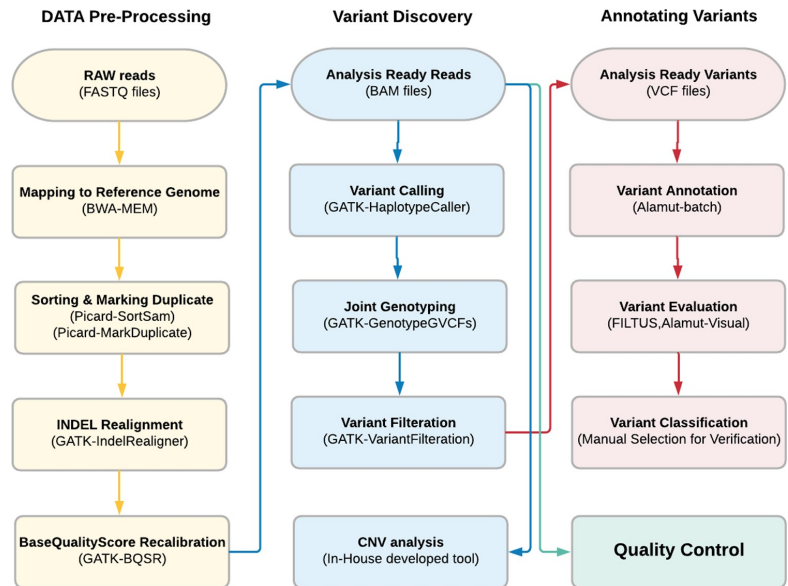 DATA Pre-Processing
RAW reads
(FASTQ files)
Mapping to Reference Genome
(BWA-MEM)
Sorting & Marking Duplicate
(Picard-SortSam)
(Picard-MarkDuplicate)
INDEL Realignment
(GATK-IndelRealigner)
BaseQualityScore Recalibration
(GATK-BQSR)
Variant Discovery
Analysis Ready Reads
(BAM files)
Variant Calling
(GATK-HaplotypeCaller)
Joint Genotyping
(GATK-GenotypeGVCFs)
Variant Filteration
(GATK-VariantFilteration)
CNV analysis
(In-House developed tool)
Annotating Variants
Analysis Ready Variants
(VCF files)
Variant Annotation
(Alamut-batch)
Variant Evaluation
(FILTUS,Alamut-Visual)
Variant Classification
(Manual Selection for Verification)
Quality Control